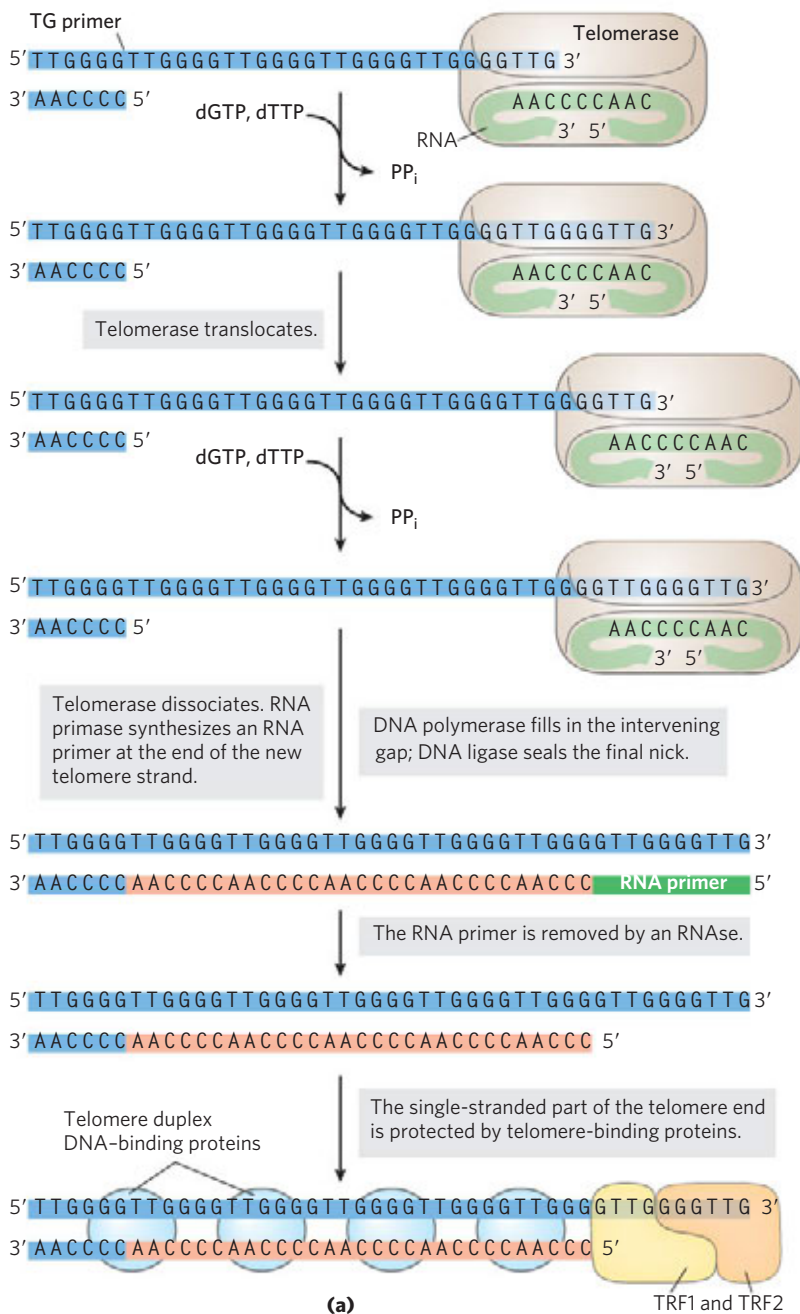 TG primer
Telomerase
5′ TTGGGGTTGGGGTTGGGGTTGGGGTTGGGGTTG 3′
3′ AACCCC 5′
AACCCCAAC
dGTP, dTTP
RNA
3′ 5′
PPi
5′ TTGGGGTTGGGGTTGGGGTTGGGGTTGGGGTTGGGGTTG 3′
3′ AACCCC 5′
AACCCCAAC
3′ 5′
Telomerase translocates.
5′ TTGGGGTTGGGGTTGGGGTTGGGGTTGGGGTTGGGGTTG 3′
3′ AACCCC 5′
AACCCCAAC
dGTP, dTTP
3′ 5′
PPi
5′ TTGGGGTTGGGGTTGGGGTTGGGGTTGGGGTTGGGGTTGGGGTTG 3′
3′ AACCCC 5′
AACCCCAAC
3′ 5′
Telomerase dissociates. RNA
primase synthesizes an RNA
primer at the end of the new
telomere strand.
DNA polymerase fills in the intervening
gap; DNA ligase seals the final nick.
5′ TTGGGGTTGGGGTTGGGGTTGGGGTTGGGGTTGGGGTTGGGGTTG 3′
3′ AACCCCAACCCCAACCCCAACCCCAACCCCAACCC RNA primer 5′
The RNA primer is removed by an RNAse.
5′ TTGGGGTTGGGGTTGGGGTTGGGGTTGGGGTTGGGGTTGGGGTTG 3′
3′ AACCCCAACCCCAACCCCAACCCCAACCCCAACCC 5′
Telomere duplex
DNA–binding proteins
The single-stranded part of the telomere end
is protected by telomere-binding proteins.
5′ TTGGGGTTGGGGTTGGGGTTGGGGTTGGGGTTGGGGTTGGGGTTG 3′
3′ AACCCCAACCCCAACCCCAACCCCAACCCCAACCC 5′
TRF1 and TRF2
(a)